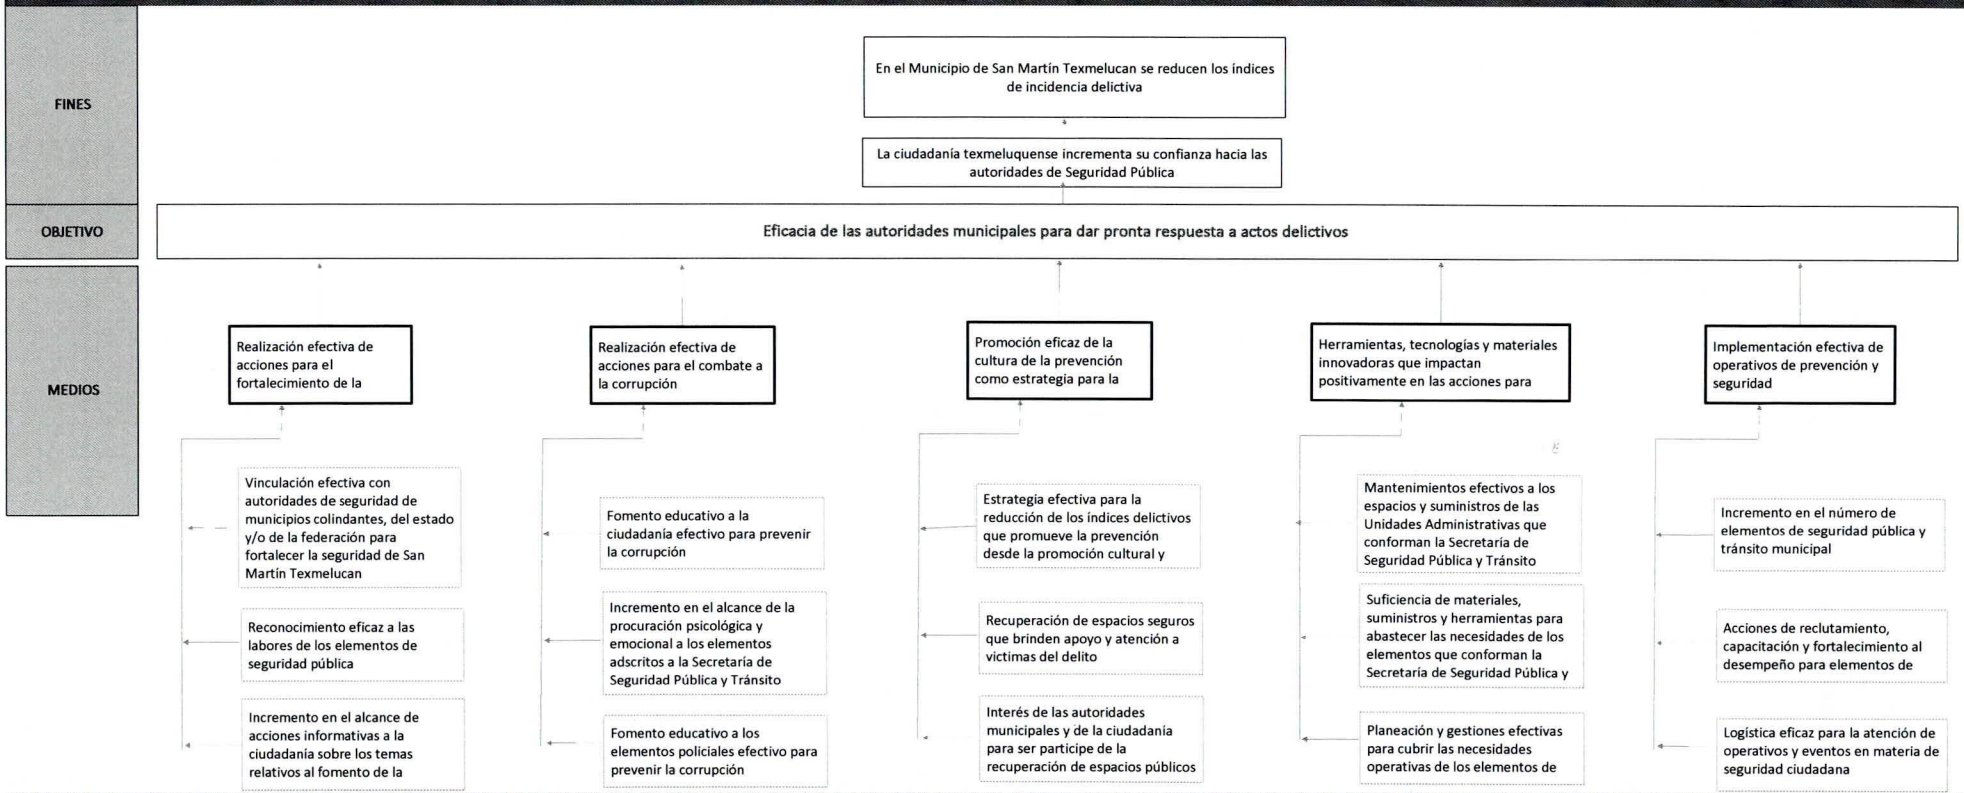 FINES
En el Municipio de San Martín Texmelucan se reducen los índices
de incidencia delictiva
La ciudadanía texmeluquense incrementa su confianza hacia las
autoridades de Seguridad Pública
OBJETIVO
Eficacia de las autoridades municipales para dar pronta respuesta a actos delictivos
MEDIOS
Realización efectiva de
acciones para el
fortalecimiento de la
Realización efectiva de
acciones para el combate a
la corrupción
Promoción eficaz de la
cultura de la prevención
como estrategia para la
Herramientas, tecnologías y materiales
innovadoras que impactan
positivamente en las acciones para
Implementación efectiva de
operativos de prevención y
seguridad
Vinculación efectiva con
autoridades de seguridad de
municipios colindantes, del estado
y/o de la federación para
fortalecer la seguridad de San
Martín Texmelucan
Reconocimiento eficaz a las
labores de los elementos de
seguridad pública
Incremento en el alcance de
acciones informativas a la
ciudadanía sobre los temas
relativos al fomento de la
Fomento educativo a la
ciudadanía efectivo para prevenir
la corrupción
Incremento en el alcance de la
procuración psicológica y
emocional a los elementos
adscritos a la Secretaría de
Seguridad Pública y Tránsito
Fomento educativo a los
elementos policiales efectivo para
prevenir la corrupción
Estrategia efectiva para la
reducción de los índices delictivos
que promueve la prevención
desde la promoción cultural y
Recuperación de espacios seguros
que brinden apoyo y atención a
victimas del delito
Interés de las autoridades
municipales y de la ciudadanía
para ser participe de la
recuperación de espacios públicos
Mantenimientos efectivos a los
espacios y suministros de las
Unidades Administrativas que
conforman la Secretaría de
Seguridad Pública y Tránsito
Suficiencia de materiales,
suministros y herramientas para
abastecer las necesidades de los
elementos que conforman la
Secretaría de Seguridad Pública y
Planeación y gestiones efectivas
para cubrir las necesidades
operativas de los elementos de
Incremento en el número de
elementos de seguridad pública y
tránsito municipal
Acciones de reclutamiento,
capacitación y fortalecimiento al
desempeño para elementos de
Logística eficaz para la atención de
operativos y eventos en materia de
seguridad ciudadana